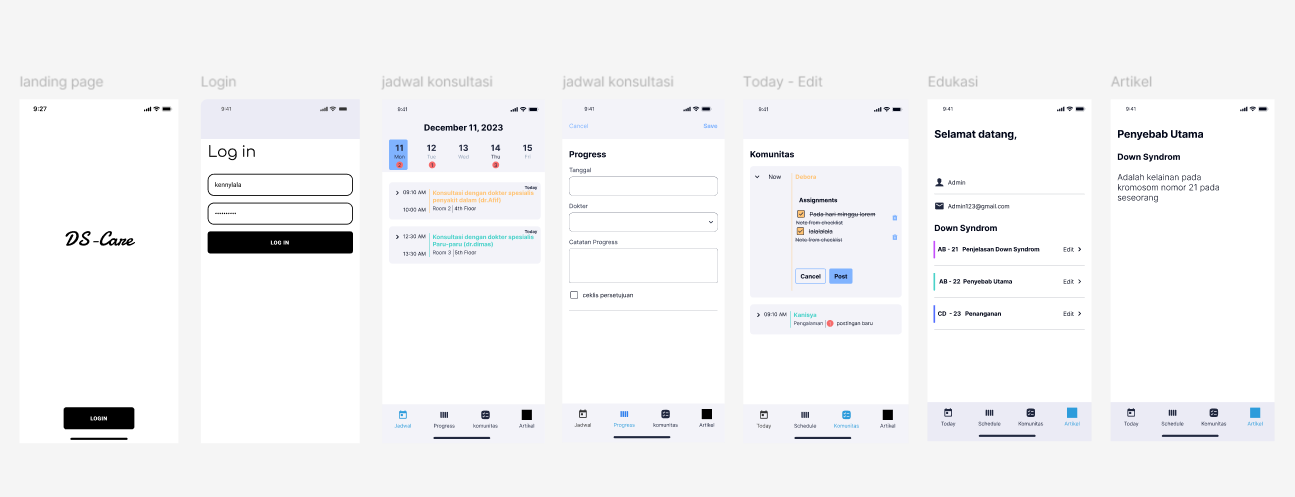 landing page
9:27
DS-Care
LOGIN
Login
9:41
Log in
kennylala
••••••••••
LOG IN
jadwal konsultasi
9:41
December 11, 2023
11 12 13 14 15
Mon Tue Wed Thu Fri
2 1 3
Today
09:10 AM
Konsultasi dengan dokter spesialis
penyakit dalam (dr.Afif)
10:00 AM
Room 2 | 4th Floor
Today
12:30 AM
Konsultasi dengan dokter spesialis
Paru-paru (dr.dimas)
13:30 AM
Room 3 | 5th Floor
Jadwal Progress komunitas Artikel
jadwal konsultasi
9:41
Cancel Save
Progress
Tanggal
Dokter
Catatan Progress
ceklis persetujuan
Jadwal Progress komunitas Artikel
Today - Edit
9:41
Komunitas
Now
Debora
Assignments
Pada hari minggu lorem
Note from checklist
lalalalala
Note from checklist
Cancel Post
09:10 AM Kaniaya
Pengalaman postingan baru
Today Schedule Komunitas Artikel
Edukasi
9:41
Selamat datang,
Admin
Admin123@gmail.com
Down Syndrom
AB - 21 Penjelasan Down Syndrom Edit
AB - 22 Penyebab Utama Edit
CD - 23 Penanganan Edit
Today Schedule Komunitas Artikel
Artikel
9:41
Penyebab Utama
Down Syndrom
Adalah kelainan pada
kromosom nomor 21 pada
seseorang
Today Schedule Komunitas Artikel